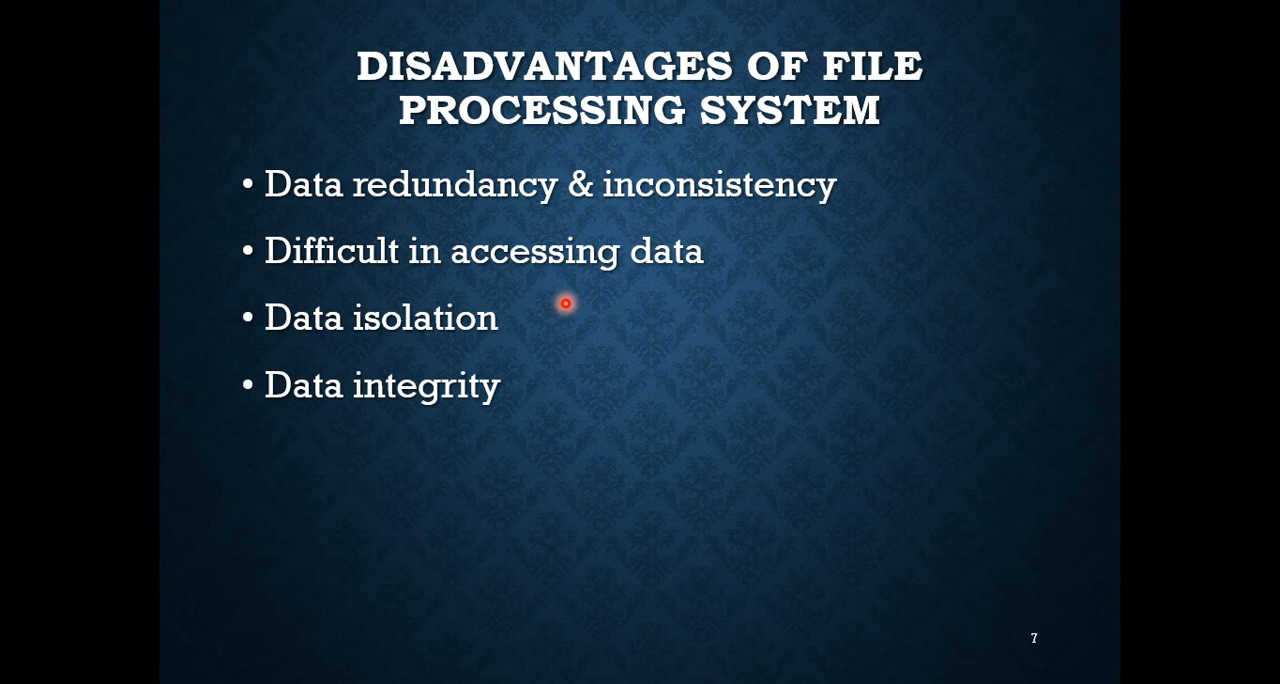 DISADVANTAGES OF FILE
PROCESSING SYSTEM
• Data redundancy & inconsistency
• Difficult in accessing data
• Data isolation
• Data integrity
7